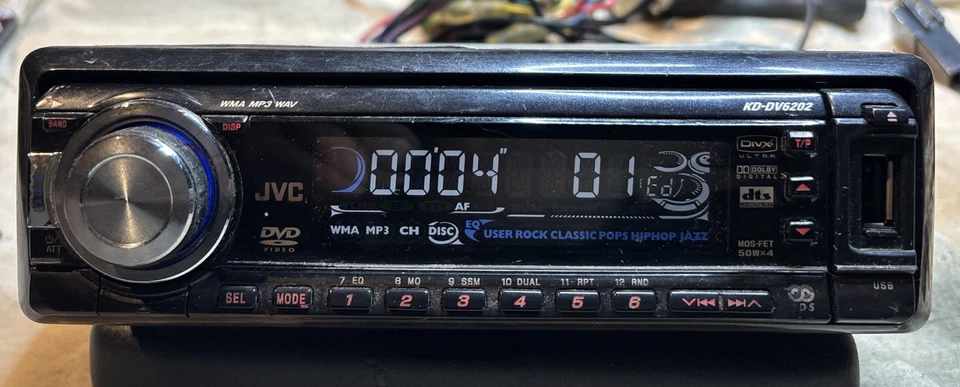 WMA MP3 WAV
KD-DV6202
BAND
DISP
JVC
DVD
VIDEO
00'04" 01
AF
WMA MP3 CH DISC EQ USER ROCK CLASSIC POPS HIPHOP JAZZ
DivX
ULTRA
DOLBY
DIGITAL
dts
MOS-FET
50W×4
T/P
ATT
USB
7 EQ 8 MO 9 SSM 10 DUAL 11-RPT 12 RND
SEL MODE 1 2 3 4 5 6
DS